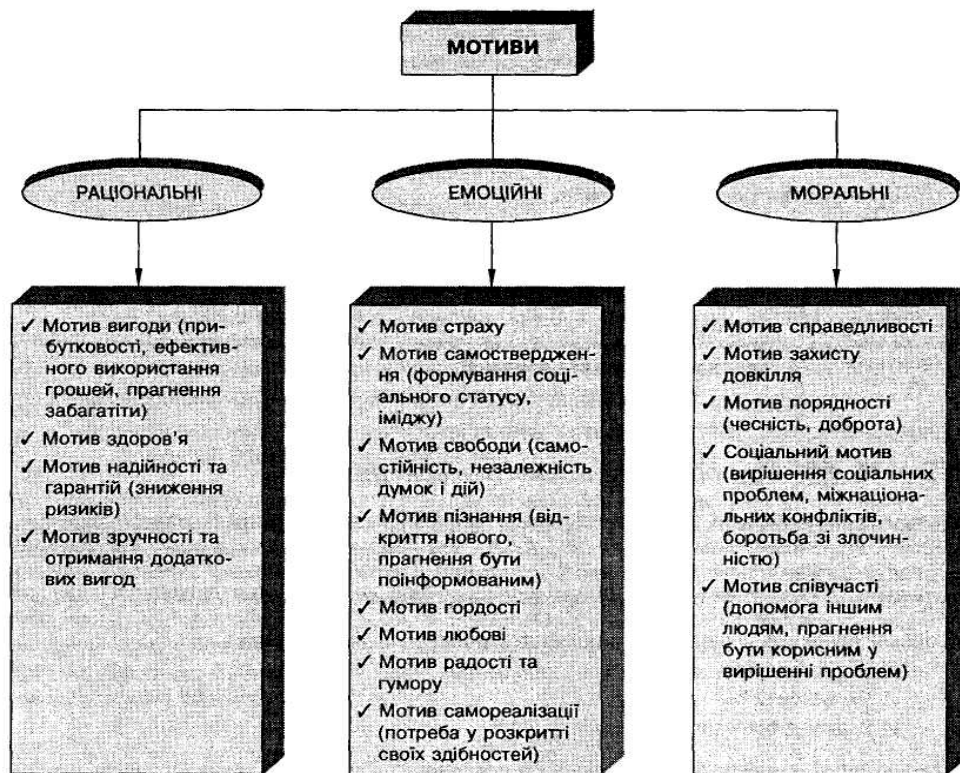 МОТИВИ
РАЦІОНАЛЬНІ
ЕМОЦІЙНІ
МОРАЛЬНІ
✓ Мотив вигоди (при-
бутковості, ефектив-
ного використання
грошей, прагнення
забагатіти)
✓ Мотив здоров'я
✓ Мотив надійності та
гарантій (зниження
ризиків)
✓ Мотив зручності та
отримання додатко-
вих вигод
✓ Мотив страху
✓ Мотив самоствердžен-
ня (формування соці-
ального статусу,
іміджу)
✓ Мотив свободи (само-
стійність, незалежність
думок і дій)
✓ Мотив пізнання (від-
криття нового,
прагнення бути
поінформованим)
✓ Мотив гордості
✓ Мотив любові
✓ Мотив радості та
гумору
✓ Мотив самореалізації
(потреба у розкритті
своїх здібностей)
✓ Мотив справедливості
✓ Мотив захисту
довкілля
✓ Мотив порядності
(чесність, доброта)
✓ Соціальний мотив
(вирішення соціальних
проблем, міжнаціона-
льних конфліктів,
боротьба зі злочин-
ністю)
✓ Мотив співучасті
(допомога іншим
людям, прагнення
бути корисним у
вирішенні проблем)